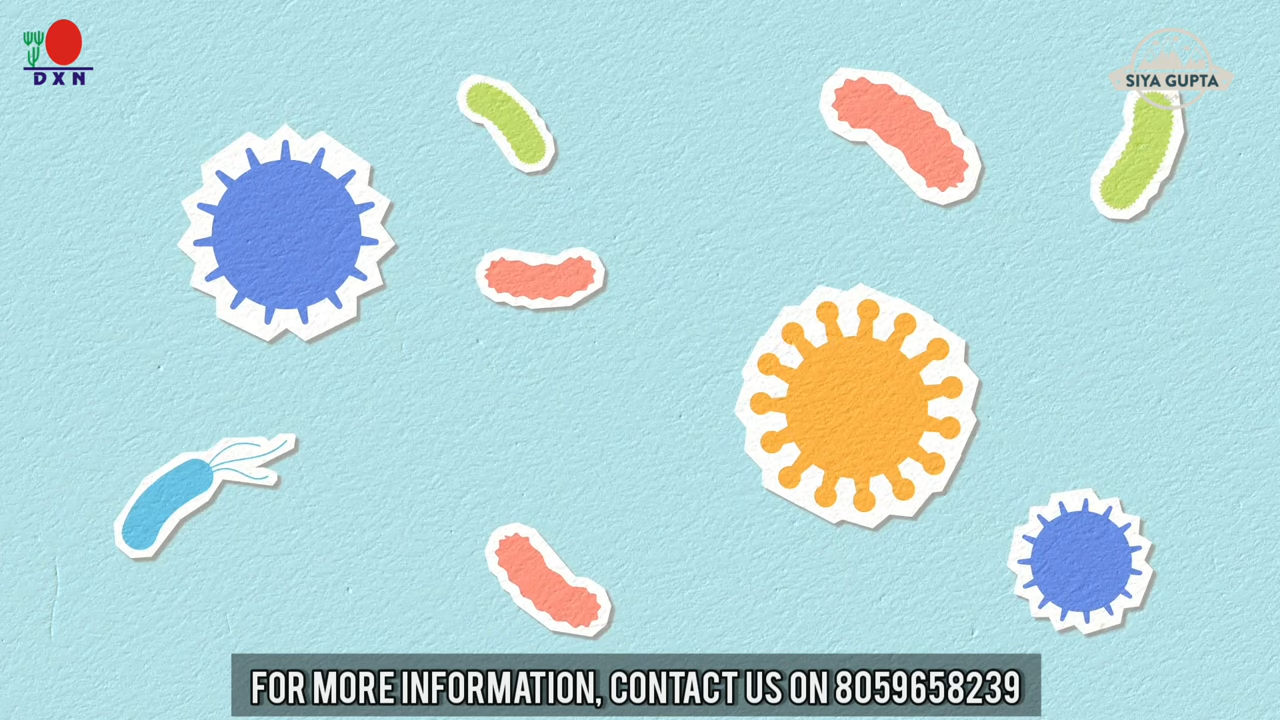 DXN
SIYA GUPTA
FOR MORE INFORMATION, CONTACT US ON 8059658239